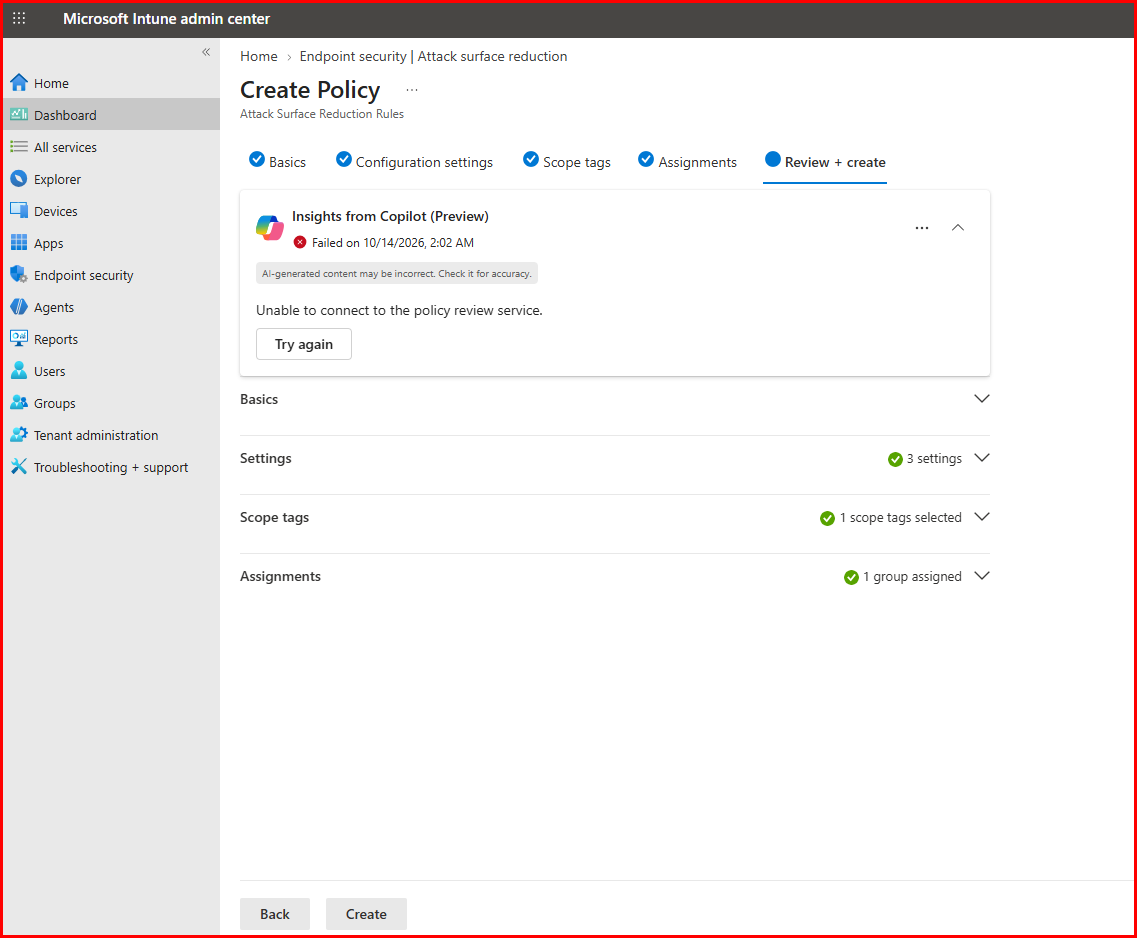 Microsoft Intune admin center
«
Home
Dashboard
All services
Explorer
Devices
Apps
Endpoint security
Agents
Reports
Users
Groups
Tenant administration
Troubleshooting + support
Home › Endpoint security | Attack surface reduction
Create Policy ...
Attack Surface Reduction Rules
Basics Configuration settings Scope tags Assignments Review + create
Insights from Copilot (Preview)
Failed on 10/14/2026, 2:02 AM
AI-generated content may be incorrect. Check it for accuracy.
Unable to connect to the policy review service.
Try again
Basics
Settings 3 settings
Scope tags 1 scope tags selected
Assignments 1 group assigned
Back Create